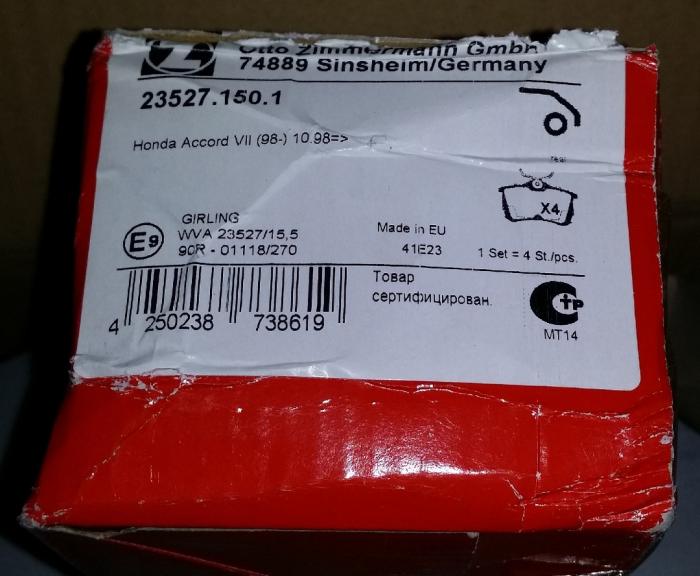 Otto Zimmermann GmbH
74889 Sinsheim/Germany
23527.150.1
Honda Accord VII (98-) 10.98=>
rear
X4
GIRLING
WVA 23527/15,5
90R - 01118/270
E9
Made in EU
41E23
1 Set = 4 St./pcs.
Товар
сертифицирован.
4 250238 738619
СтР
МТ14